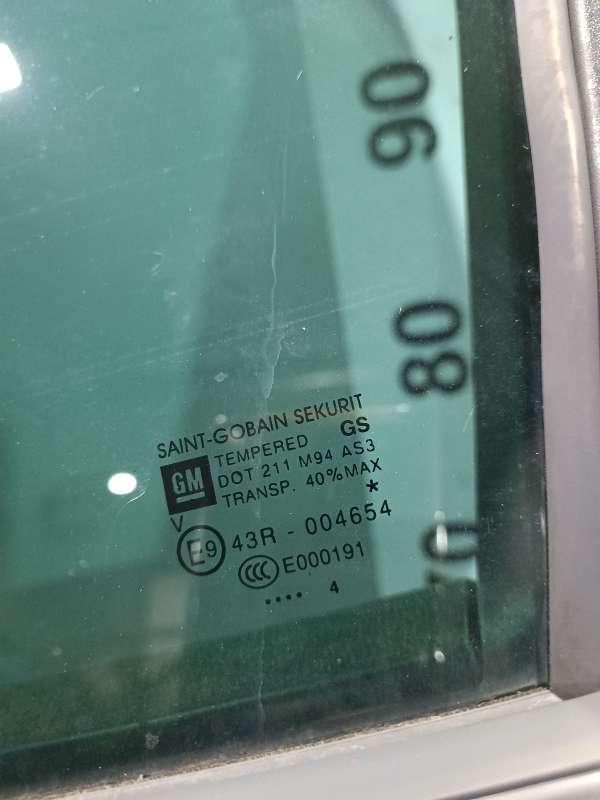 90
80
SAINT-GOBAIN SEKURIT
GS
GM
TEMPERED
DOT 211 M94 AS3
TRANSP. 40%MAX
*
V
E9 43R - 004654
CCC E000191
•••• 4